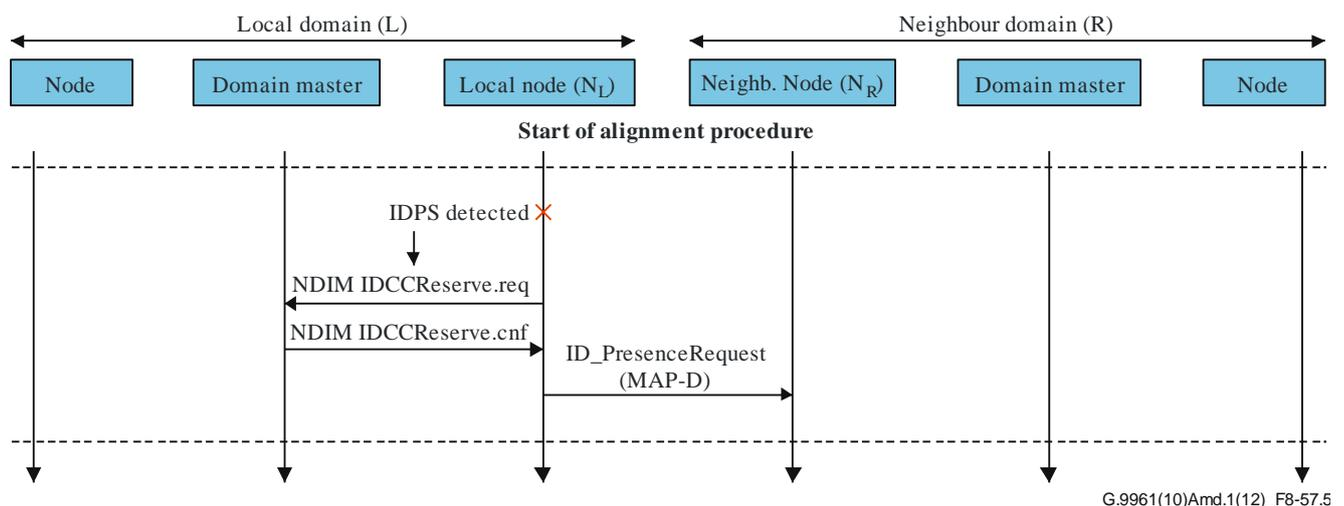 Local domain (L)
Neighbour domain (R)
Node
Domain master
Local node (NL)
Neighb. Node (NR)
Domain master
Node
Start of alignment procedure
IDPS detected
NDIM IDCCReserve.req
NDIM IDCCReserve.cnf
ID_PresenceRequest
(MAP-D)
G.9961(10)Amd.1(12)_F8-57.5